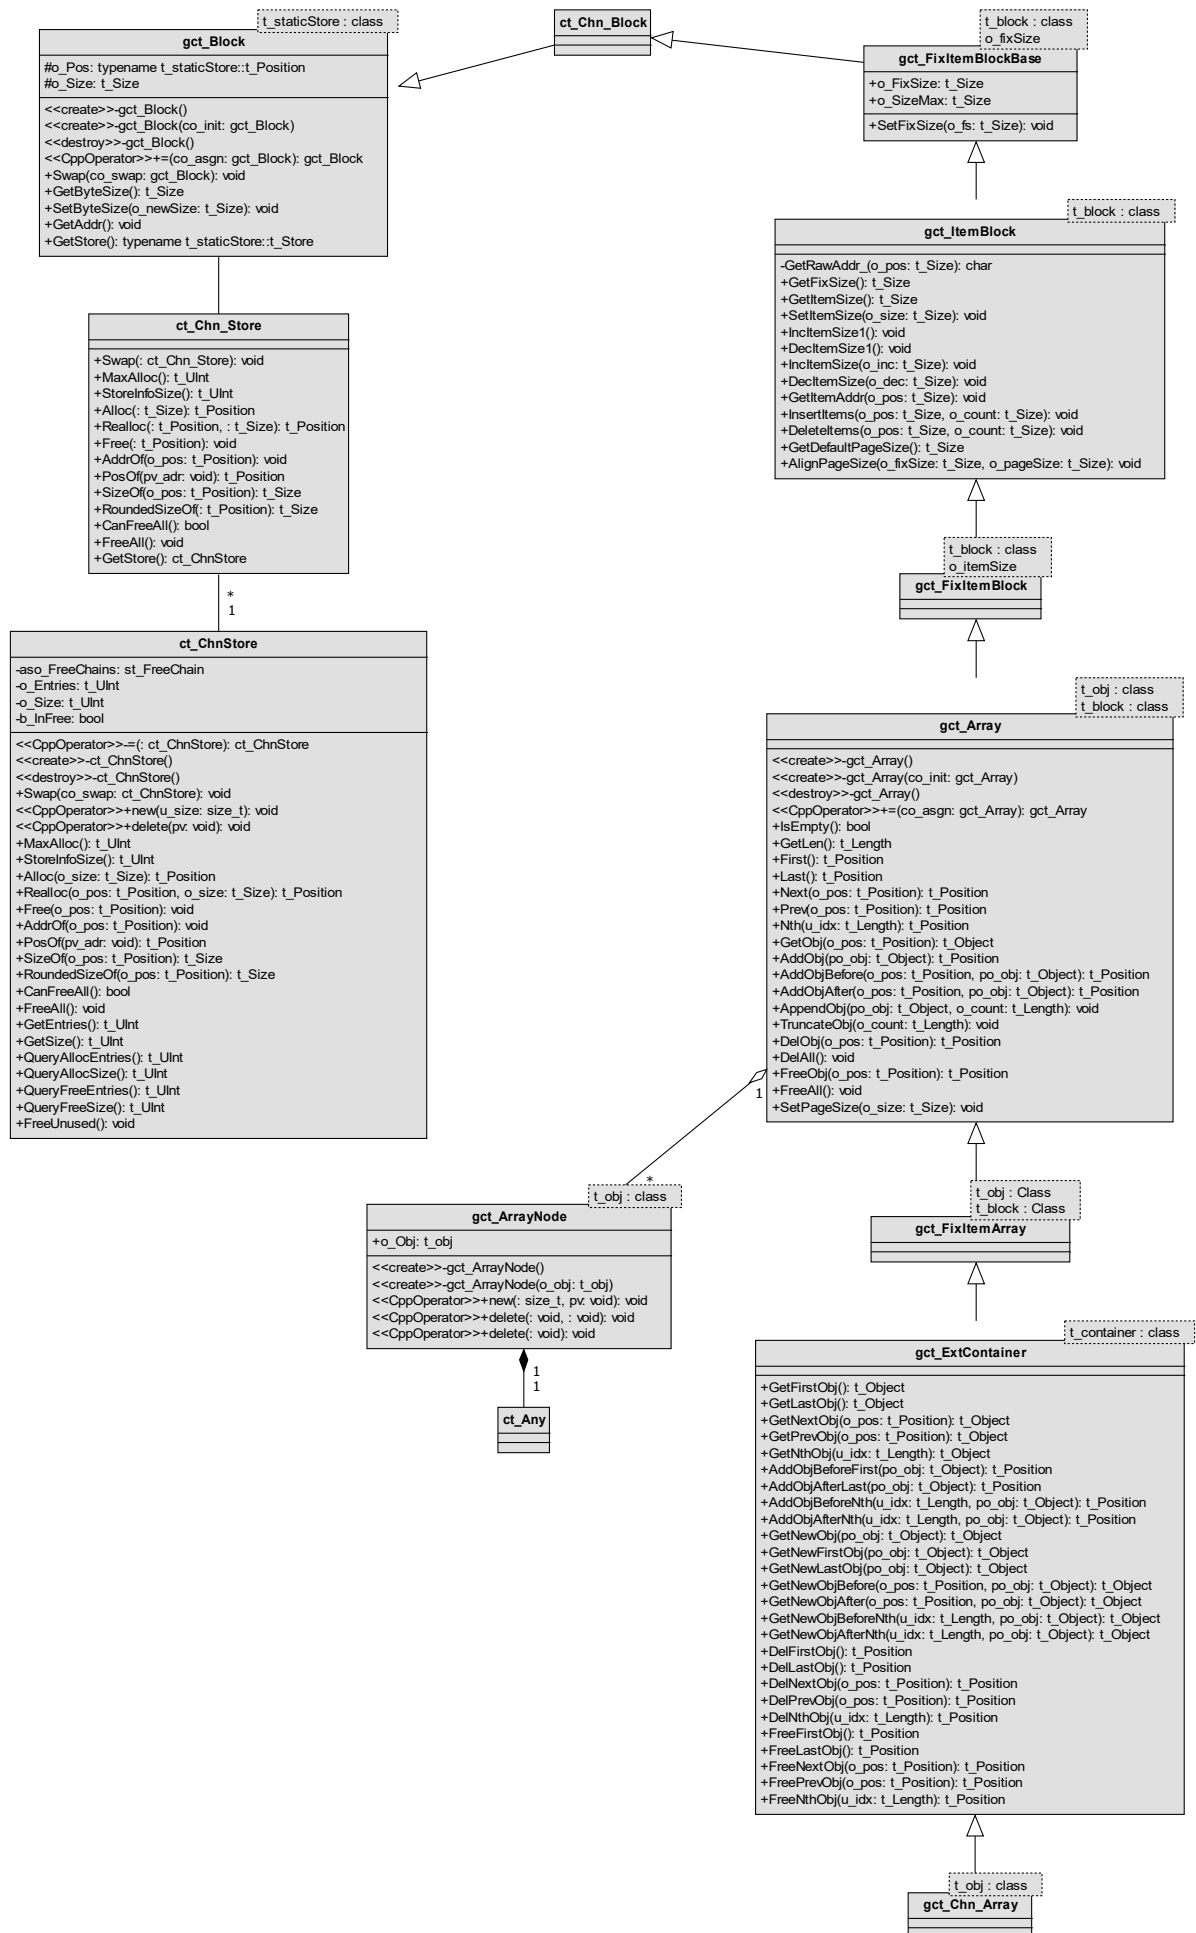 t_staticStore : class
gct_Block
#o_Pos: typename t_staticStore::t_Position
#o_Size: t_Size
<<create>>-gct_Block()
<<create>>-gct_Block(co_init: gct_Block)
<<destroy>>-gct_Block()
<<CppOperator>>+=(co_asgn: gct_Block): gct_Block
+Swap(co_swap: gct_Block): void
+GetByteSize(): t_Size
+SetByteSize(o_newSize: t_Size): void
+GetAddr(): void
+GetStore(): typename t_staticStore::t_Store
ct_Chn_Store
+Swap(: ct_Chn_Store): void
+MaxAlloc(): t_UInt
+StoreInfoSize(): t_UInt
+Alloc(: t_Size): t_Position
+Realloc(: t_Position, : t_Size): t_Position
+Free(: t_Position): void
+AddrOf(o_pos: t_Position): void
+PosOf(pv_adr: void): t_Position
+SizeOf(o_pos: t_Position): t_Size
+RoundedSizeOf(: t_Position): t_Size
+CanFreeAll(): bool
+FreeAll(): void
+GetStore(): ct_ChnStore
*
1
ct_ChnStore
-aso_FreeChains: st_FreeChain
-o_Entries: t_UInt
-o_Size: t_UInt
-b_InFree: bool
<<CppOperator>>-=(: ct_ChnStore): ct_ChnStore
<<create>>-ct_ChnStore()
<<destroy>>-ct_ChnStore()
+Swap(co_swap: ct_ChnStore): void
<<CppOperator>>+new(u_size: size_t): void
<<CppOperator>>+delete(pv: void): void
+MaxAlloc(): t_UInt
+StoreInfoSize(): t_UInt
+Alloc(o_size: t_Size): t_Position
+Realloc(o_pos: t_Position, o_size: t_Size): t_Position
+Free(o_pos: t_Position): void
+AddrOf(o_pos: t_Position): void
+PosOf(pv_adr: void): t_Position
+SizeOf(o_pos: t_Position): t_Size
+RoundedSizeOf(o_pos: t_Position): t_Size
+CanFreeAll(): bool
+FreeAll(): void
+GetEntries(): t_UInt
+GetSize(): t_UInt
+QueryAllocEntries(): t_UInt
+QueryAllocSize(): t_UInt
+QueryFreeEntries(): t_UInt
+QueryFreeSize(): t_UInt
+FreeUnused(): void
ct_Chn_Block
t_block : class
o_fixSize
gct_FixItemBlockBase
+o_FixSize: t_Size
+o_SizeMax: t_Size
+SetFixSize(o_fs: t_Size): void
t_block : class
gct_ItemBlock
-GetRawAddr_(o_pos: t_Size): char
+GetFixSize(): t_Size
+GetItemSize(): t_Size
+SetItemSize(o_size: t_Size): void
+IncItemSize1(): void
+DecItemSize1(): void
+IncItemSize(o_inc: t_Size): void
+DecItemSize(o_dec: t_Size): void
+GetItemAddr(o_pos: t_Size): void
+InsertItems(o_pos: t_Size, o_count: t_Size): void
+DeleteItems(o_pos: t_Size, o_count: t_Size): void
+GetDefaultPageSize(): t_Size
+AlignPageSize(o_fixSize: t_Size, o_pageSize: t_Size): void
t_block : class
o_itemSize
gct_FixItemBlock
t_obj : class
t_block : class
gct_Array
<<create>>-gct_Array()
<<create>>-gct_Array(co_init: gct_Array)
<<destroy>>-gct_Array()
<<CppOperator>>+=(co_asgn: gct_Array): gct_Array
+IsEmpty(): bool
+GetLen(): t_Length
+First(): t_Position
+Last(): t_Position
+Next(o_pos: t_Position): t_Position
+Prev(o_pos: t_Position): t_Position
+Nth(u_idx: t_Length): t_Position
+GetObj(o_pos: t_Position): t_Object
+AddObj(po_obj: t_Object): t_Position
+AddObjBefore(o_pos: t_Position, po_obj: t_Object): t_Position
+AddObjAfter(o_pos: t_Position, po_obj: t_Object): t_Position
+AppendObj(po_obj: t_Object, o_count: t_Length): void
+TruncateObj(o_count: t_Length): void
+DelObj(o_pos: t_Position): t_Position
+DelAll(): void
+FreeObj(o_pos: t_Position): t_Position
+FreeAll(): void
+SetPageSize(o_size: t_Size): void
1
*
t_obj : class
gct_ArrayNode
+o_Obj: t_obj
<<create>>-gct_ArrayNode()
<<create>>-gct_ArrayNode(o_obj: t_obj)
<<CppOperator>>+new(: size_t, pv: void): void
<<CppOperator>>+delete(: void, : void): void
<<CppOperator>>+delete(: void): void
1
1
ct_Any
t_obj : Class
t_block : Class
gct_FixItemArray
t_container : class
gct_ExtContainer
+GetFirstObj(): t_Object
+GetLastObj(): t_Object
+GetNextObj(o_pos: t_Position): t_Object
+GetPrevObj(o_pos: t_Position): t_Object
+GetNthObj(u_idx: t_Length): t_Object
+AddObjBeforeFirst(po_obj: t_Object): t_Position
+AddObjAfterLast(po_obj: t_Object): t_Position
+AddObjBeforeNth(u_idx: t_Length, po_obj: t_Object): t_Position
+AddObjAfterNth(u_idx: t_Length, po_obj: t_Object): t_Position
+GetNewObj(po_obj: t_Object): t_Object
+GetNewFirstObj(po_obj: t_Object): t_Object
+GetNewLastObj(po_obj: t_Object): t_Object
+GetNewObjBefore(o_pos: t_Position, po_obj: t_Object): t_Object
+GetNewObjAfter(o_pos: t_Position, po_obj: t_Object): t_Object
+GetNewObjBeforeNth(u_idx: t_Length, po_obj: t_Object): t_Object
+GetNewObjAfterNth(u_idx: t_Length, po_obj: t_Object): t_Object
+DelFirstObj(): t_Position
+DelLastObj(): t_Position
+DelNextObj(o_pos: t_Position): t_Position
+DelPrevObj(o_pos: t_Position): t_Position
+DelNthObj(u_idx: t_Length): t_Position
+FreeFirstObj(): t_Position
+FreeLastObj(): t_Position
+FreeNextObj(o_pos: t_Position): t_Position
+FreePrevObj(o_pos: t_Position): t_Position
+FreeNthObj(u_idx: t_Length): t_Position
t_obj : class
gct_Chn_Array